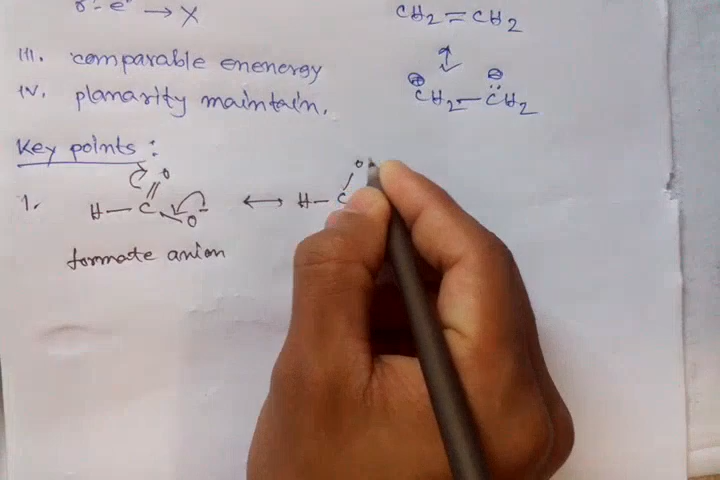 σ-e⁻ → X
CH₂=CH₂
III. comparable enenergy
⊕CH₂–C̈H₂⊖
IV. planarity maintain.
Key points:
1. H–C=O –O⁻ ↔ H–C O
formate anion